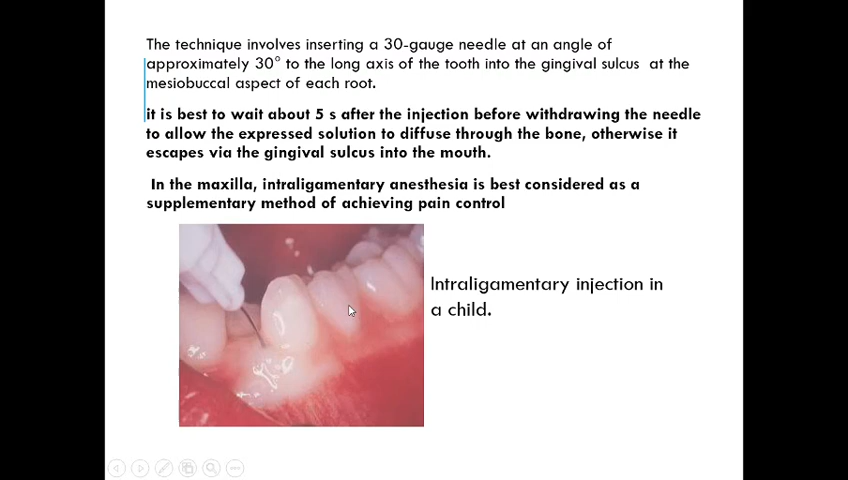 The technique involves inserting a 30-gauge needle at an angle of
approximately 30° to the long axis of the tooth into the gingival sulcus  at the
mesiobuccal aspect of each root.
it is best to wait about 5 s after the injection before withdrawing the needle
to allow the expressed solution to diffuse through the bone, otherwise it
escapes via the gingival sulcus into the mouth.
In the maxilla, intraligamentary anesthesia is best considered as a
supplementary method of achieving pain control
Intraligamentary injection in
a child.